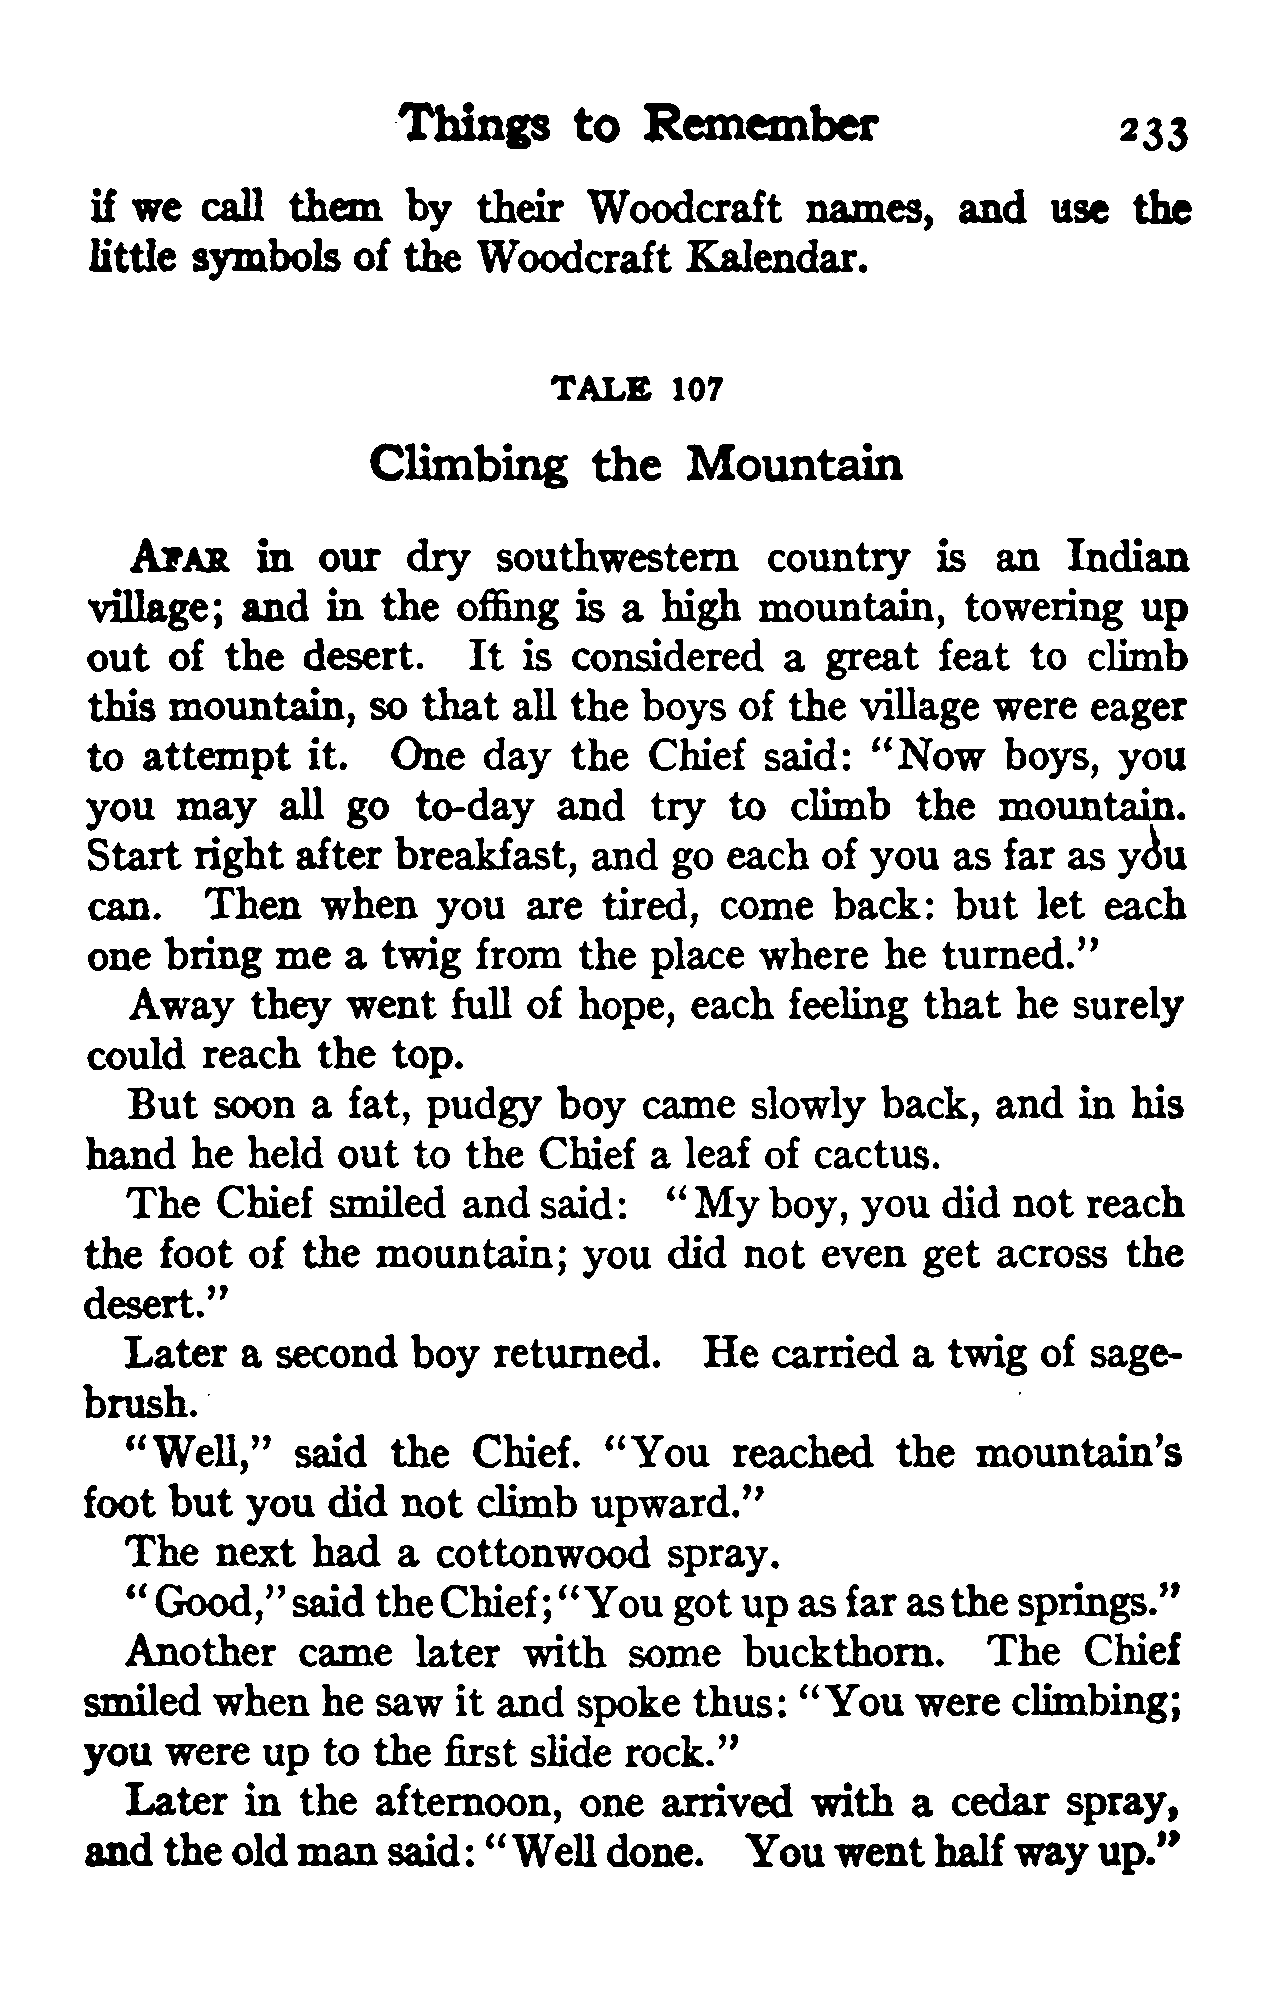 Things to Remember 233
if we call them by their Woodcraft names, and use the
little symbols of the Woodcraft Kalendar.
TALE 107
Climbing the Mountain
AFAR in our dry southwestern country is an Indian
village; and in the offing is a high mountain, towering up
out of the desert. It is considered a great feat to climb
this mountain, so that all the boys of the village were eager
to attempt it. One day the Chief said: "Now boys, you
you may all go to-day and try to climb the mountain.
Start right after breakfast, and go each of you as far as you
can. Then when you are tired, come back: but let each
one bring me a twig from the place where he turned."
Away they went full of hope, each feeling that he surely
could reach the top.
But soon a fat, pudgy boy came slowly back, and in his
hand he held out to the Chief a leaf of cactus.
The Chief smiled and said: "My boy, you did not reach
the foot of the mountain; you did not even get across the
desert."
Later a second boy returned. He carried a twig of sage-
brush.
"Well," said the Chief. "You reached the mountain's
foot but you did not climb upward."
The next had a cottonwood spray.
"Good," said the Chief; "You got up as far as the springs."
Another came later with some buckthorn. The Chief
smiled when he saw it and spoke thus: "You were climbing;
you were up to the first slide rock."
Later in the afternoon, one arrived with a cedar spray,
and the old man said: "Well done. You went half way up."